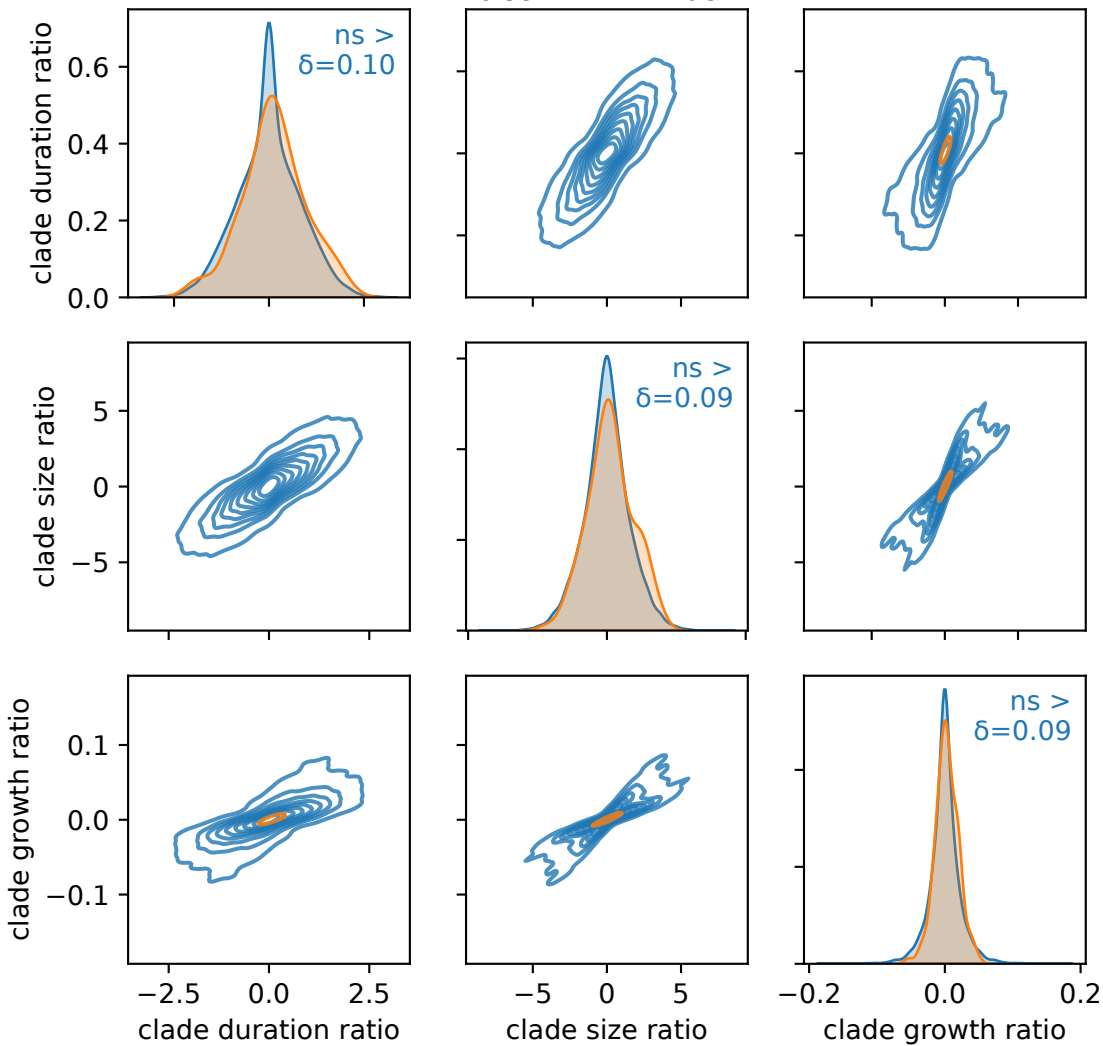 clade duration ratio
0.6
0.4
0.2
0.0
ns >
δ=0.10
clade size ratio
5
0
−5
ns >
δ=0.09
clade growth ratio
0.1
0.0
−0.1
ns >
δ=0.09
−2.5
0.0
2.5
−5
0
5
−0.2
0.0
0.2
clade duration ratio
clade size ratio
clade growth ratio